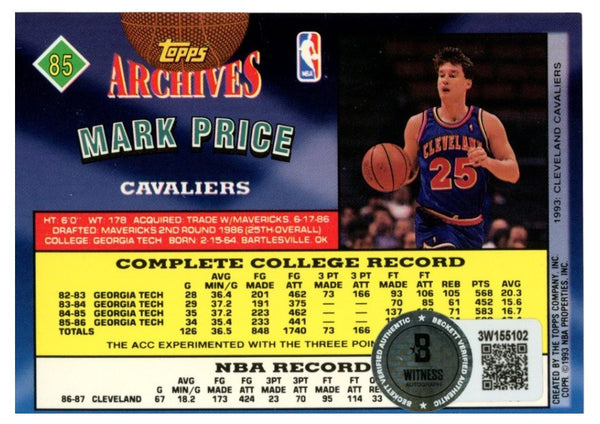 85
Topps
ARCHIVES
NBA
MARK PRICE
CAVALIERS
CLEVELAND
25
1993: CLEVELAND CAVALIERS
HT: 6'0" WT: 178 ACQUIRED: TRADE W/MAVERICKS, 6-17-86
DRAFTED: MAVERICKS 2ND ROUND 1986 (25TH-OVERALL)
COLLEGE: GEORGIA TECH BORN: 2-15-64, BARTLESVILLE, OK
COMPLETE COLLEGE RECORD
G AVG MIN/G FG MADE FG ATT 3 PT MADE 3 PT ATT FT MADE FT ATT REB PTS AVG
82-83 GEORGIA TECH 28 36.4 201 462 73 166 93 106 105 568 20.3
83-84 GEORGIA TECH 29 37.2 191 375 — — 70 85 61 452 15.6
84-85 GEORGIA TECH 35 37.2 462 — — 137 583 16.7
85-86 GEORGIA TECH 34 35.4 233 441 — —
TOTALS 126 36.5 848 1740 73 166
THE ACC EXPERIMENTED WITH THE THREEE POIN
NBA RECORD
G AVG MIN/G FG MADE FG ATT 3PT MADE 3PT ATT FT MADE FT ATT
86-87 CLEVELAND 67 18.2 173 424 23 70 95 114 33
BECKETT VERIFIED AUTHENTIC
BECKETT VERIFIED AUTHENTIC
B
WITNESS
AUTOGRAPH
3W155102
CREATED BY THE TOPPS COMPANY, INC.
COPR. © 1993 NBA PROPERTIES, INC.